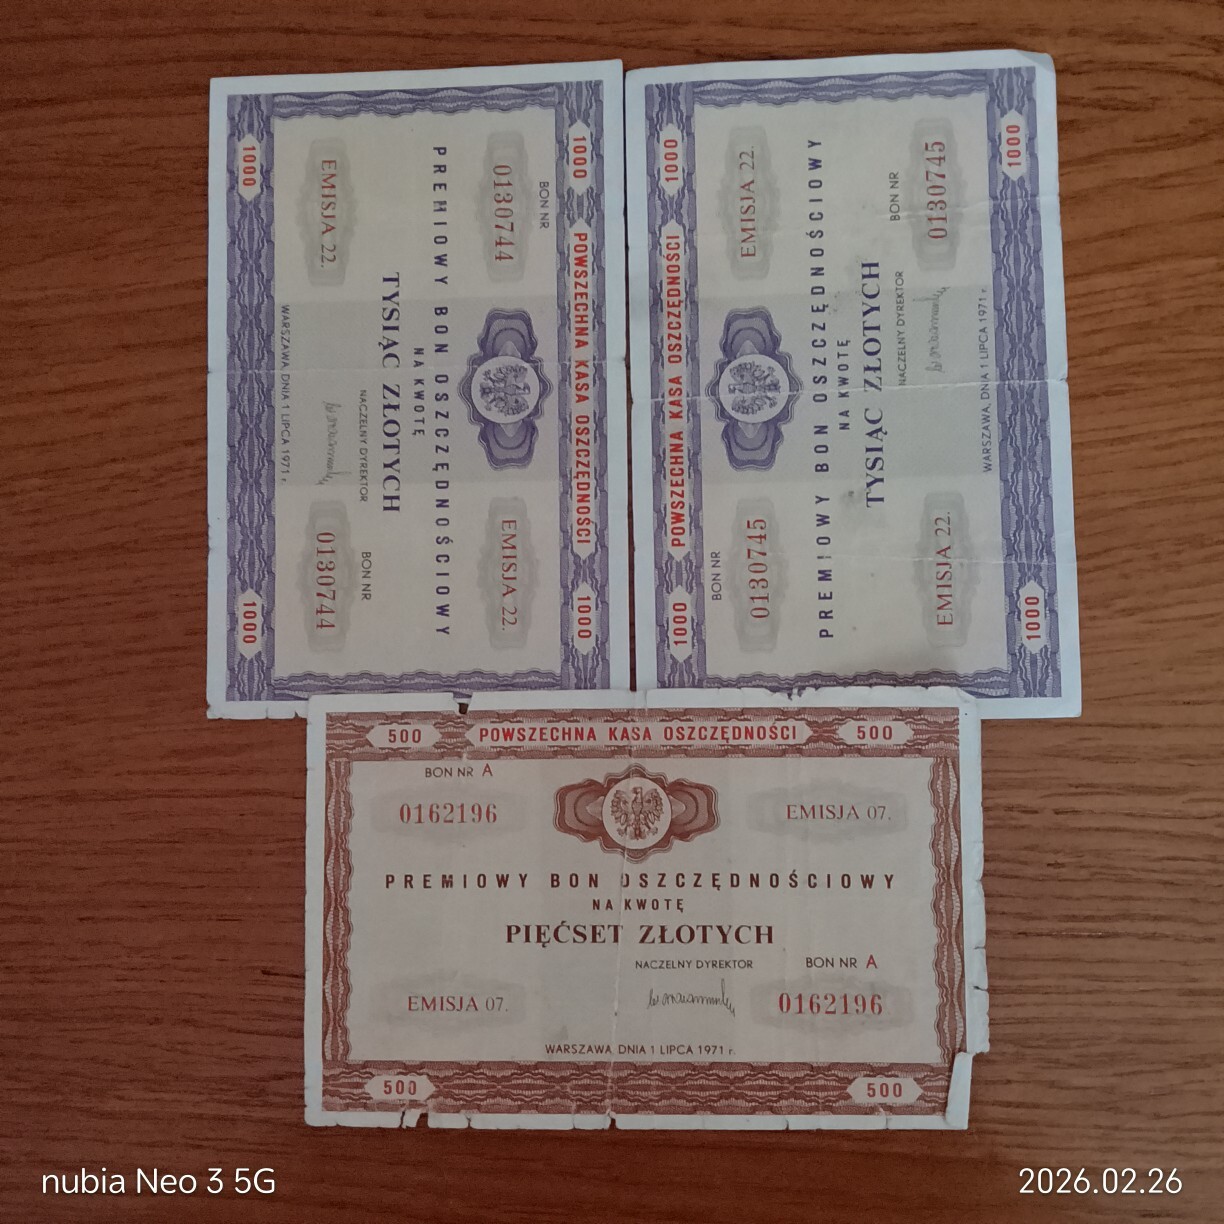 1000 POWSZECHNA KASA OSZCZĘDNOŚCI 1000
BON NR
0130744 EMISJA 22.
PREMIOWY BON OSZCZĘDNOŚCIOWY
NA KWOTĘ
TYSIĄC ZŁOTYCH
NACZELNY DYREKTOR BON NR
EMISJA 22. 0130744
WARSZAWA, DNIA 1 LIPCA 1971 r.
1000 1000
1000 POWSZECHNA KASA OSZCZĘDNOŚCI 1000
BON NR
0130745 EMISJA 22.
PREMIOWY BON OSZCZĘDNOŚCIOWY
NA KWOTĘ
TYSIĄC ZŁOTYCH
NACZELNY DYREKTOR BON NR
EMISJA 22. 0130745
WARSZAWA, DNIA 1 LIPCA 1971 r.
1000 1000
500 POWSZECHNA KASA OSZCZĘDNOŚCI 500
BON NR A
0162196 EMISJA 07.
PREMIOWY BON OSZCZĘDNOŚCIOWY
NA KWOTĘ
PIĘĆSET ZŁOTYCH
NACZELNY DYREKTOR BON NR A
EMISJA 07. 0162196
WARSZAWA, DNIA 1 LIPCA 1971 r.
500 500
nubia Neo 3 5G 2026.02.26